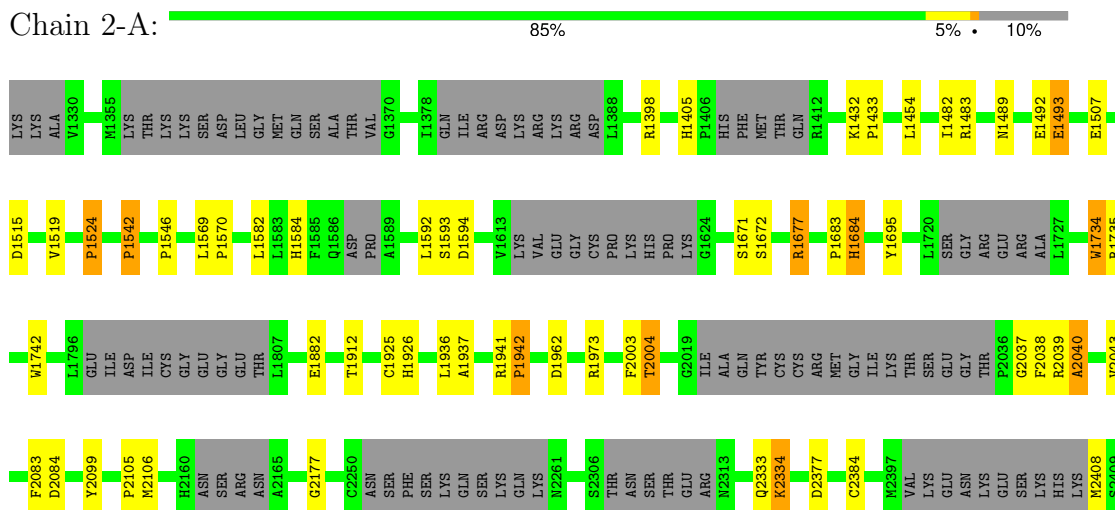 Chain 2-A:
85% 5% • 10%
LYS LYS ALA V1330 M1355 LYS THR LYS LYS SER ASP LEU GLY MET GLN SER ALA THR VAL G1370 I1378 GLN ILE ARG ASP LYS ARG LYS ARG ASP L1388 R1398 H1405 P1406 HIS PHE MET THR GLN R1412 K1432 P1433 L1454 I1482 R1483 N1489 E1492 E1493 E1507
D1515 V1519 P1524 P1542 P1546 L1569 P1570 L1582 L1583 H1584 F1585 Q1586 ASP PRO A1589 L1592 S1593 D1594 V1613 LYS VAL GLU GLY CYS PRO LYS HIS PRO LYS G1624 S1671 S1672 R1677 P1683 H1684 Y1695 L1720 SER GLY ARG GLU ARG ALA L1727 W1734 R1735
W1742 L1796 GLU ILE ASP ILE CYS GLY GLU GLY GLU THR L1807 E1882 T1912 C1925 H1926 L1936 A1937 R1941 P1942 D1962 R1973 F2003 T2004 G2019 ILE ALA GLN TYR CYS CYS ARG MET GLY ILE LYS THR SER GLU GLY THR P2036 G2037 F2038 R2039 A2040 V2043
F2083 D2084 Y2099 P2105 M2106 H2160 ASN SER ARG ASN A2165 G2177 C2250 ASN SER PHE SER LYS GLN SER LYS GLN LYS N2261 S2306 THR ASN SER THR GLU ARG N2313 Q2333 K2334 D2377 C2384 M2397 VAL LYS GLU ASN LYS GLU SER LYS HIS LYS M2408 S2409